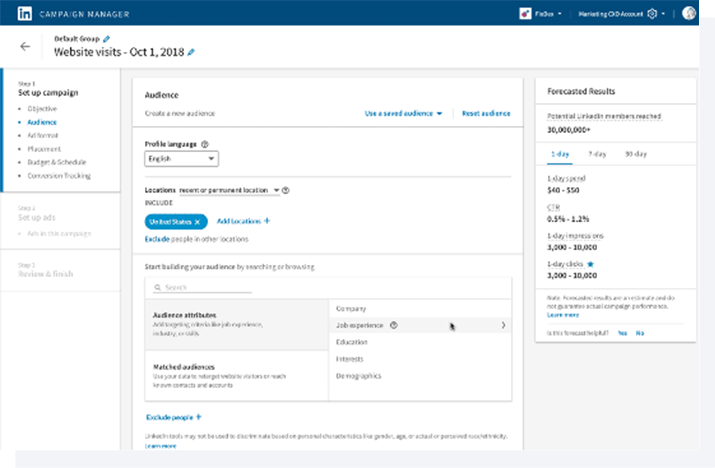 in CAMPAIGN MANAGER
FixDex
Marketing CXD Account
Default Group
Website visits - Oct 1, 2018
Step 1
Set up campaign
Objective
Audience
Ad format
Placement
Budget & Schedule
Conversion Tracking
Step 2
Set up ads
Ads in this campaign
Step 3
Review & finish
Audience
Create a new audience
Use a saved audience
Reset audience
Profile language
English
Locations recent or permanent location
INCLUDE
United States
Add Locations +
Exclude people in other locations
Start building your audience by searching or browsing
Search
Audience attributes
Add targeting criteria like job experience,
industry, or skills
Matched audiences
Use your data to retarget website visitors or reach
known contacts and accounts
Company
Job experience
Education
Interests
Demographics
Exclude people +
LinkedIn tools may not be used to discriminate based on personal characteristics like gender, age, or actual or perceived race/ethnicity.
Learn more
Forecasted Results
Potential LinkedIn members reached
30,000,000+
1-day 7-day 30-day
1-day spend
$40 - $50
CTR
0.5% - 1.2%
1-day impressions
3,000 - 10,000
1-day clicks
3,000 - 10,000
Note: Forecasted results are an estimate and do
not guarantee actual campaign performance.
Learn more
Is this forecast helpful? Yes No